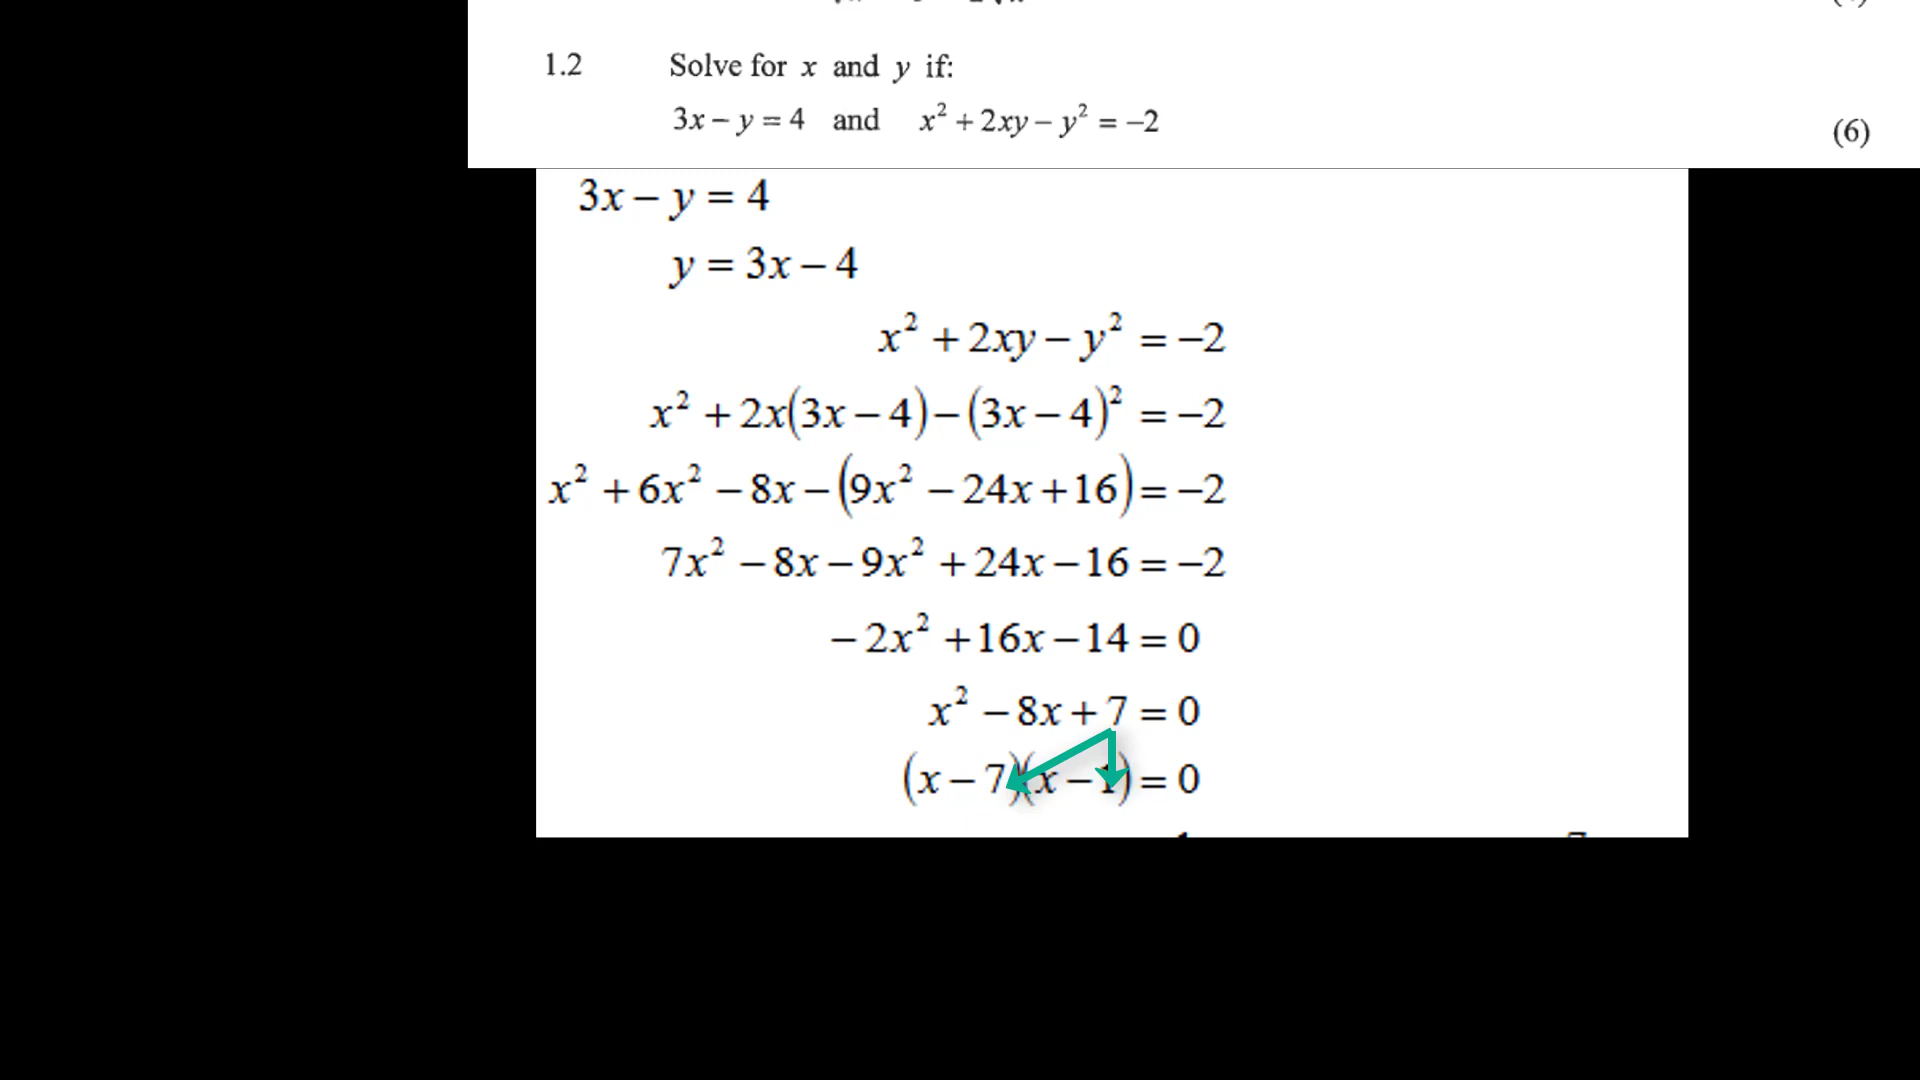 1.2 Solve for x and y if:
3x – y = 4 and x² + 2xy – y² = –2
(6)
3x – y = 4
y = 3x – 4
x² + 2xy – y² = –2
x² + 2x(3x – 4) – (3x – 4)² = –2
x² + 6x² – 8x – (9x² – 24x + 16) = –2
7x² – 8x – 9x² + 24x – 16 = –2
– 2x² + 16x – 14 = 0
x² – 8x + 7 = 0
(x – 7)(x – 1) = 0